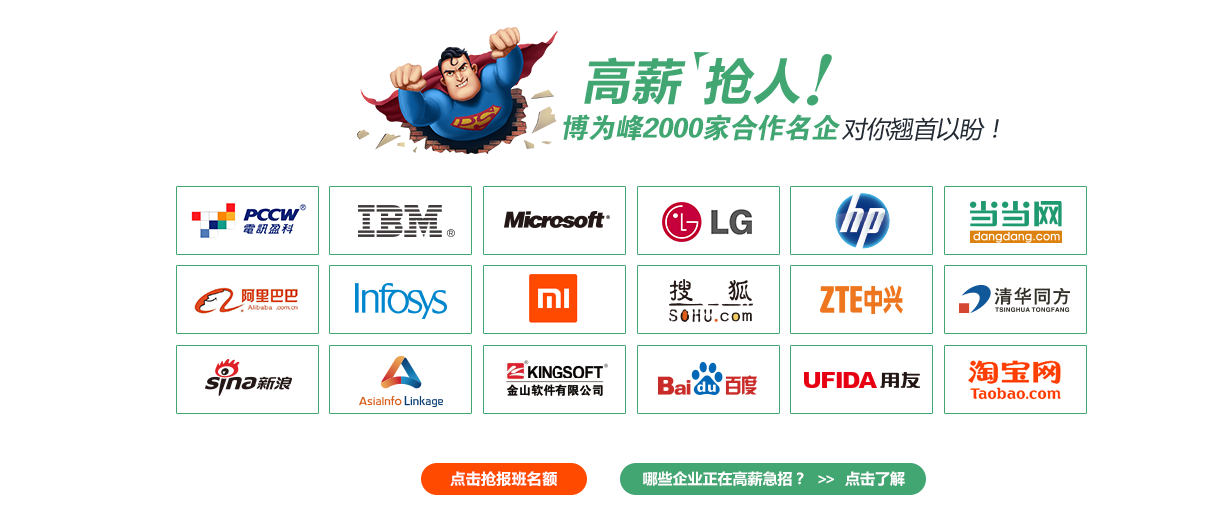 高薪 抢人！
博为峰2000家合作名企 对你翘首以盼！
PCCW®
電訊盈科
IBM®
Microsoft®
LG
hp
当当网
dangdang.com
阿里巴巴
Alibaba.com.cn
Infosys
MI
搜狐
SOHU.com
ZTE中兴
清华同方
TSINGHUA TONGFANG
sina新浪
AsiaInfo Linkage
KINGSOFT®
金山软件有限公司
Bai du 百度
UFIDA 用友
淘宝网
Taobao.com
点击抢报班名额
哪些企业正在高薪急招？ >> 点击了解